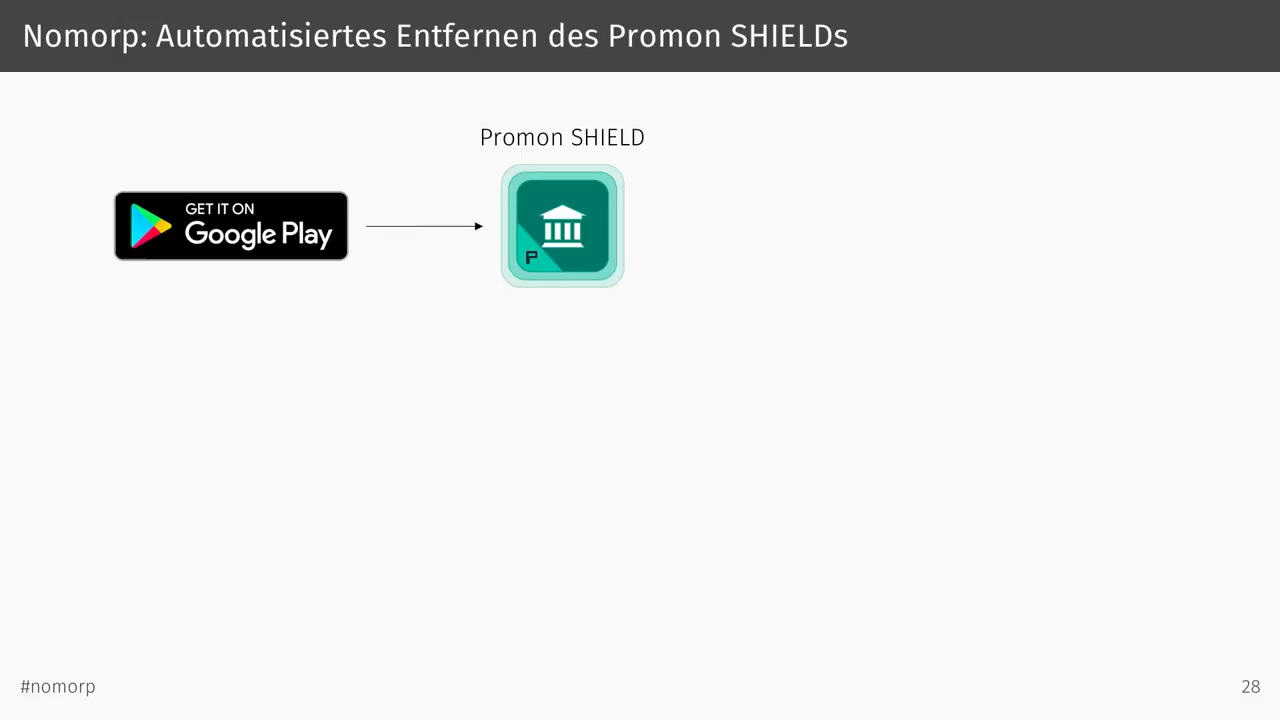 Nomorp: Automatisiertes Entfernen des Promon SHIELDs
Promon SHIELD
GET IT ON
Google Play
P
#nomorp
28